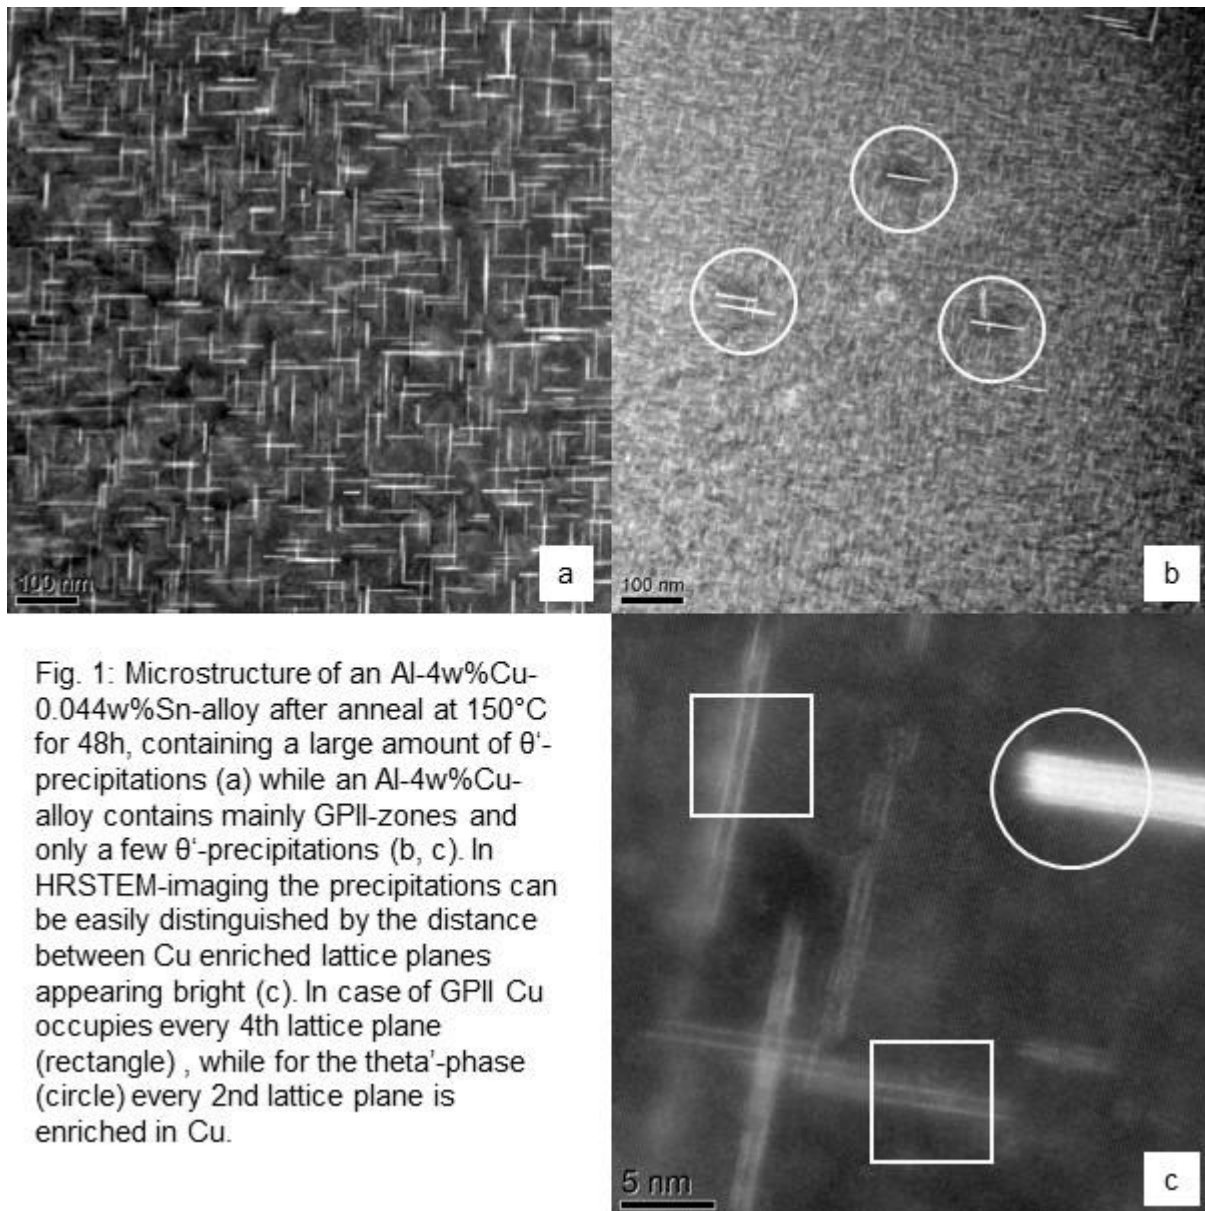 100 nm
a
100 nm
b
Fig. 1: Microstructure of an Al-4w%Cu-
0.044w%Sn-alloy after anneal at 150°C
for 48h, containing a large amount of θ‘-
precipitations (a) while an Al-4w%Cu-
alloy contains mainly GPII-zones and
only a few θ‘-precipitations (b, c). In
HRSTEM-imaging the precipitations can
be easily distinguished by the distance
between Cu enriched lattice planes
appearing bright (c). In case of GPII Cu
occupies every 4th lattice plane
(rectangle) , while for the theta’-phase
(circle) every 2nd lattice plane is
enriched in Cu.
5 nm
c